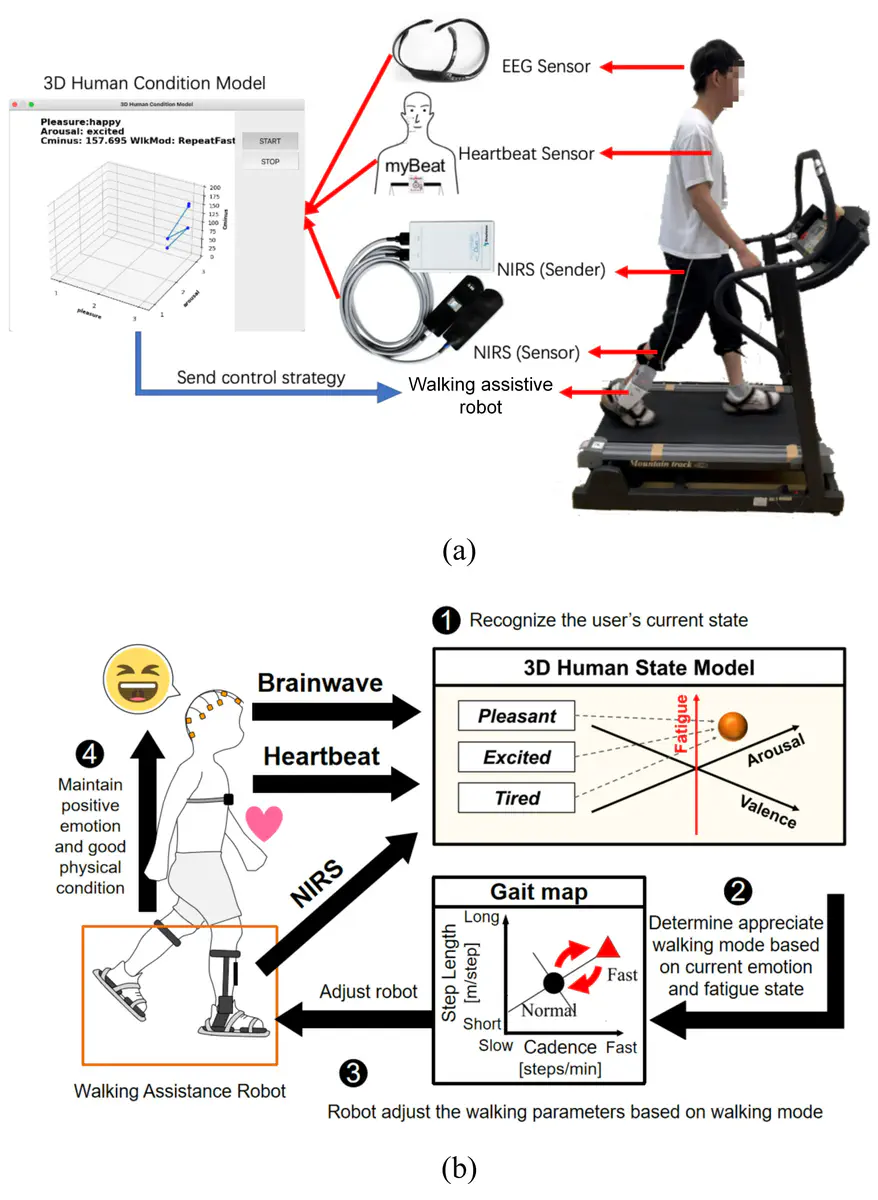 3D Human Condition Model
3D Human Condition Model
Pleasure:happy
Arousal: excited
Cminus: 157.695 WlkMod: RepeatFast
START
STOP
200
175
150
125
100
75
50
25
0
Cminus
1
2
3
pleasure
1
2
3
arousal
myBeat
EEG Sensor
Heartbeat Sensor
NIRS (Sender)
NIRS (Sensor)
Send control strategy
Walking assistive
robot
Mountain track
(a)
1 Recognize the user's current state
3D Human State Model
Pleasant
Excited
Tired
Fatigue
Arousal
Valence
Brainwave
Heartbeat
NIRS
4
Maintain
positive
emotion
and good
physical
condition
Gait map
Step Length
[m/step]
Long
Short
Slow
Cadence
[steps/min]
Fast
Normal
Fast
2
Determine appreciate
walking mode based
on current emotion
and fatigue state
Adjust robot
Walking Assistance Robot
3
Robot adjust the walking parameters based on walking mode
(b)